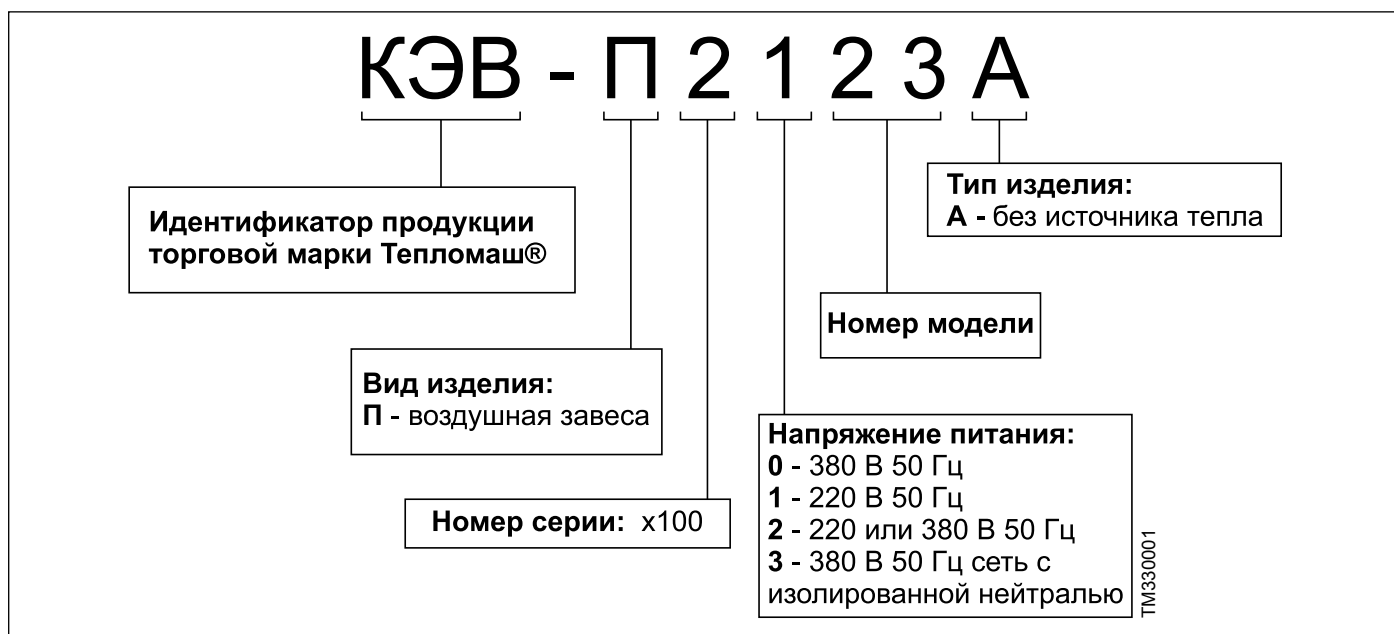 КЭВ - П 2 1 2 3 А
Тип изделия:
А - без источника тепла
Идентификатор продукции
торговой марки Тепломаш®
Номер модели
Вид изделия:
П - воздушная завеса
Напряжение питания:
0 - 380 В 50 Гц
1 - 220 В 50 Гц
2 - 220 или 380 В 50 Гц
3 - 380 В 50 Гц сеть с
изолированной нейтралью
Номер серии: х100
ТМ330001